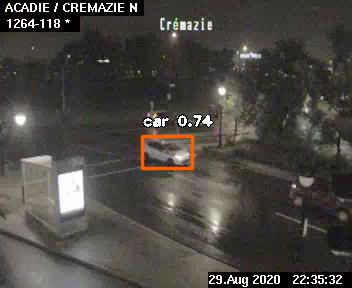 ACADIE / CREMAZIE N
1264-118 *
Crémazie
car 0.74
29.Aug 2020 22:35:32